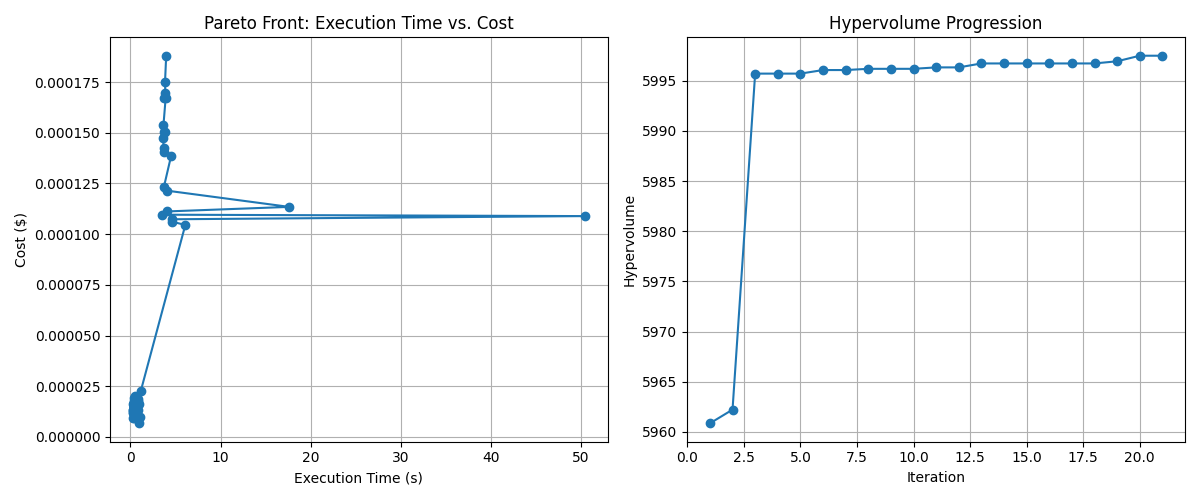 Pareto Front: Execution Time vs. Cost
Cost ($)
0.000175
0.000150
0.000125
0.000100
0.000075
0.000050
0.000025
0.000000
0 10 20 30 40 50
Execution Time (s)
Hypervolume Progression
Hypervolume
5995
5990
5985
5980
5975
5970
5965
5960
0.0 2.5 5.0 7.5 10.0 12.5 15.0 17.5 20.0
Iteration